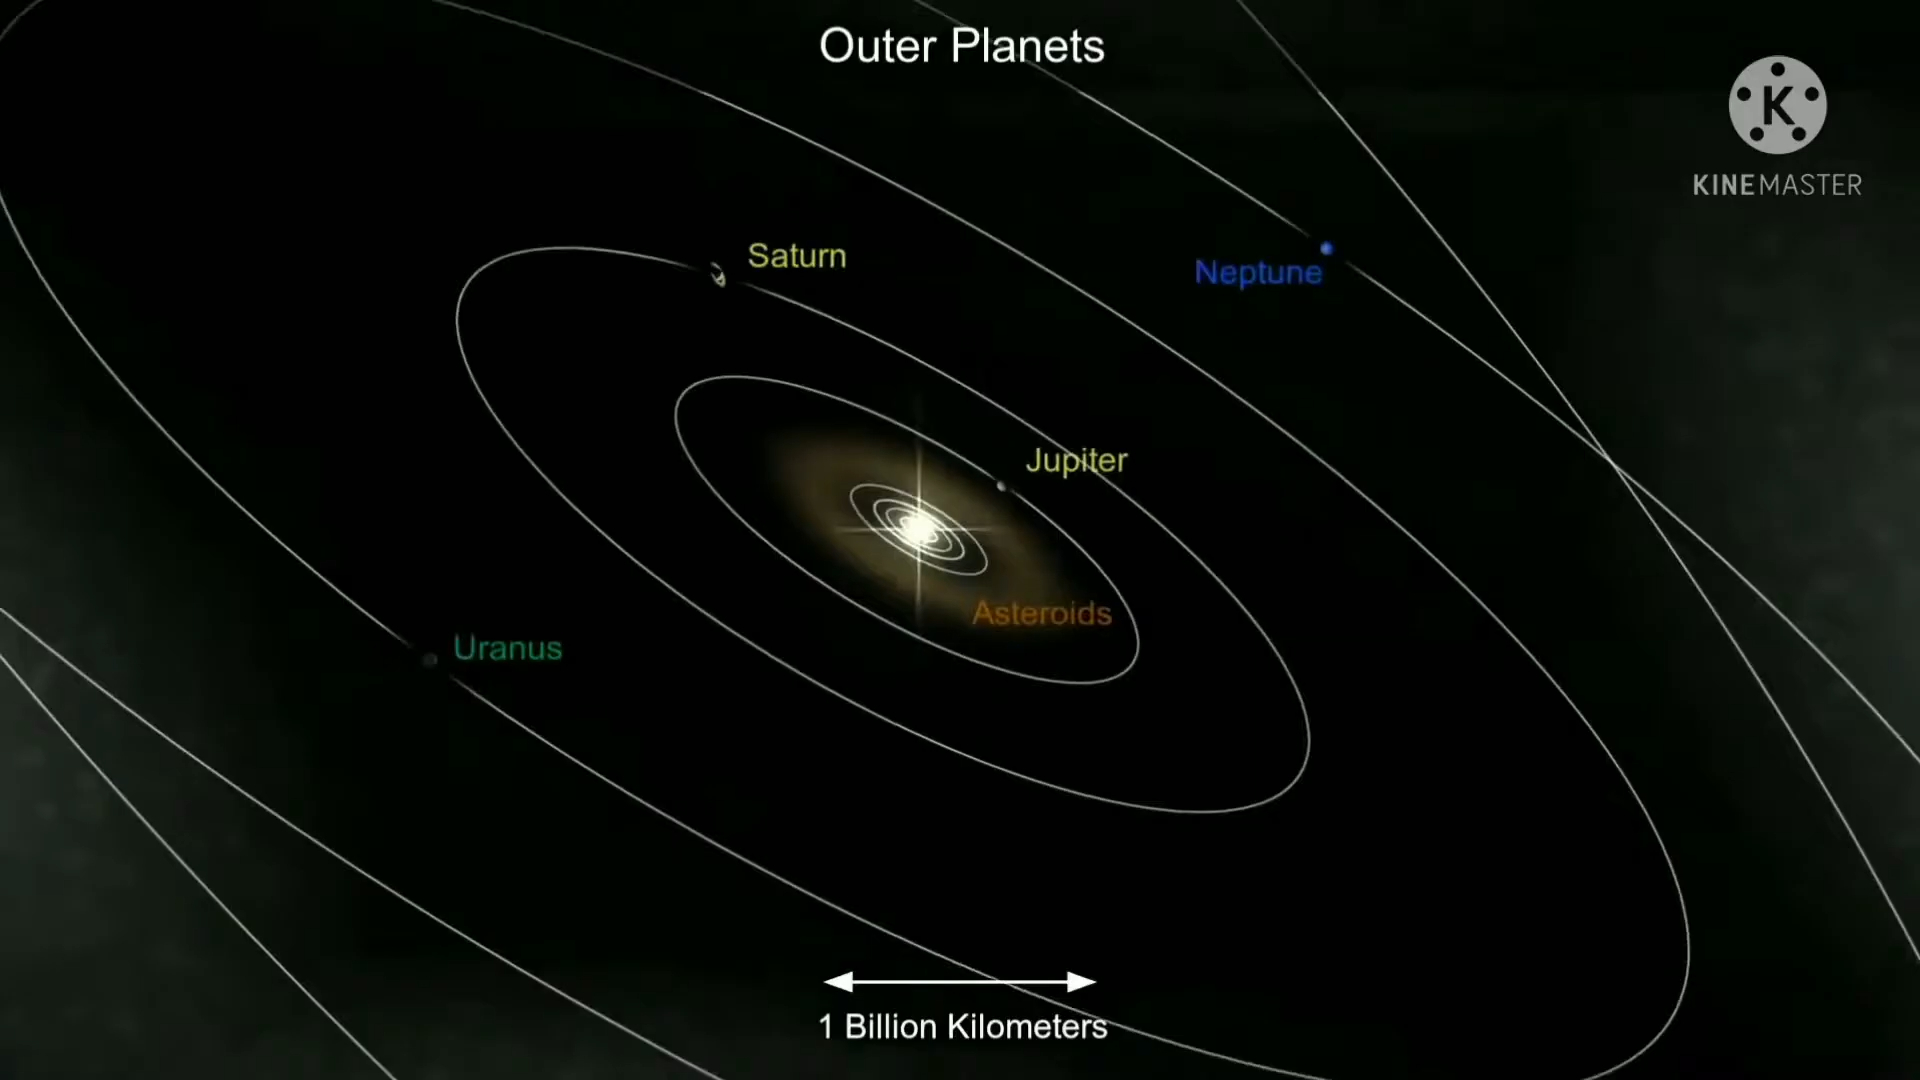 Outer Planets
K
KINEMASTER
Saturn
Neptune
Jupiter
Asteroids
Uranus
1 Billion Kilometers